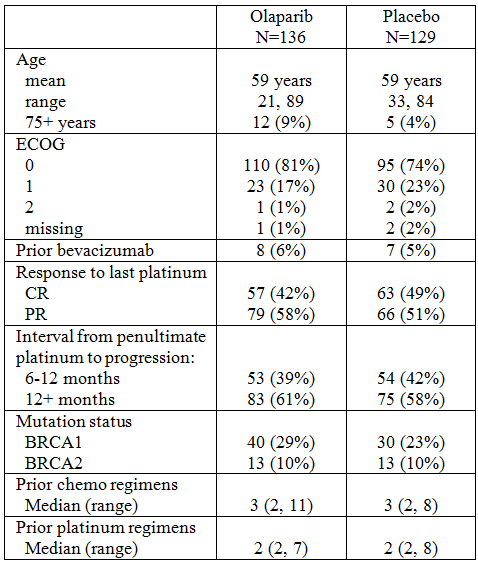 Olaparib Placebo
N=136 N=129
Age
mean 59 years 59 years
range 21, 89 33, 84
75+ years 12 (9%) 5 (4%)
ECOG
0 110 (81%) 95 (74%)
1 23 (17%) 30 (23%)
2 1 (1%) 2 (2%)
missing 1 (1%) 2 (2%)
Prior bevacizumab 8 (6%) 7 (5%)
Response to last platinum
CR 57 (42%) 63 (49%)
PR 79 (58%) 66 (51%)
Interval from penultimate
platinum to progression:
6-12 months 53 (39%) 54 (42%)
12+ months 83 (61%) 75 (58%)
Mutation status
BRCA1 40 (29%) 30 (23%)
BRCA2 13 (10%) 13 (10%)
Prior chemo regimens
Median (range) 3 (2, 11) 3 (2, 8)
Prior platinum regimens
Median (range) 2 (2, 7) 2 (2, 8)